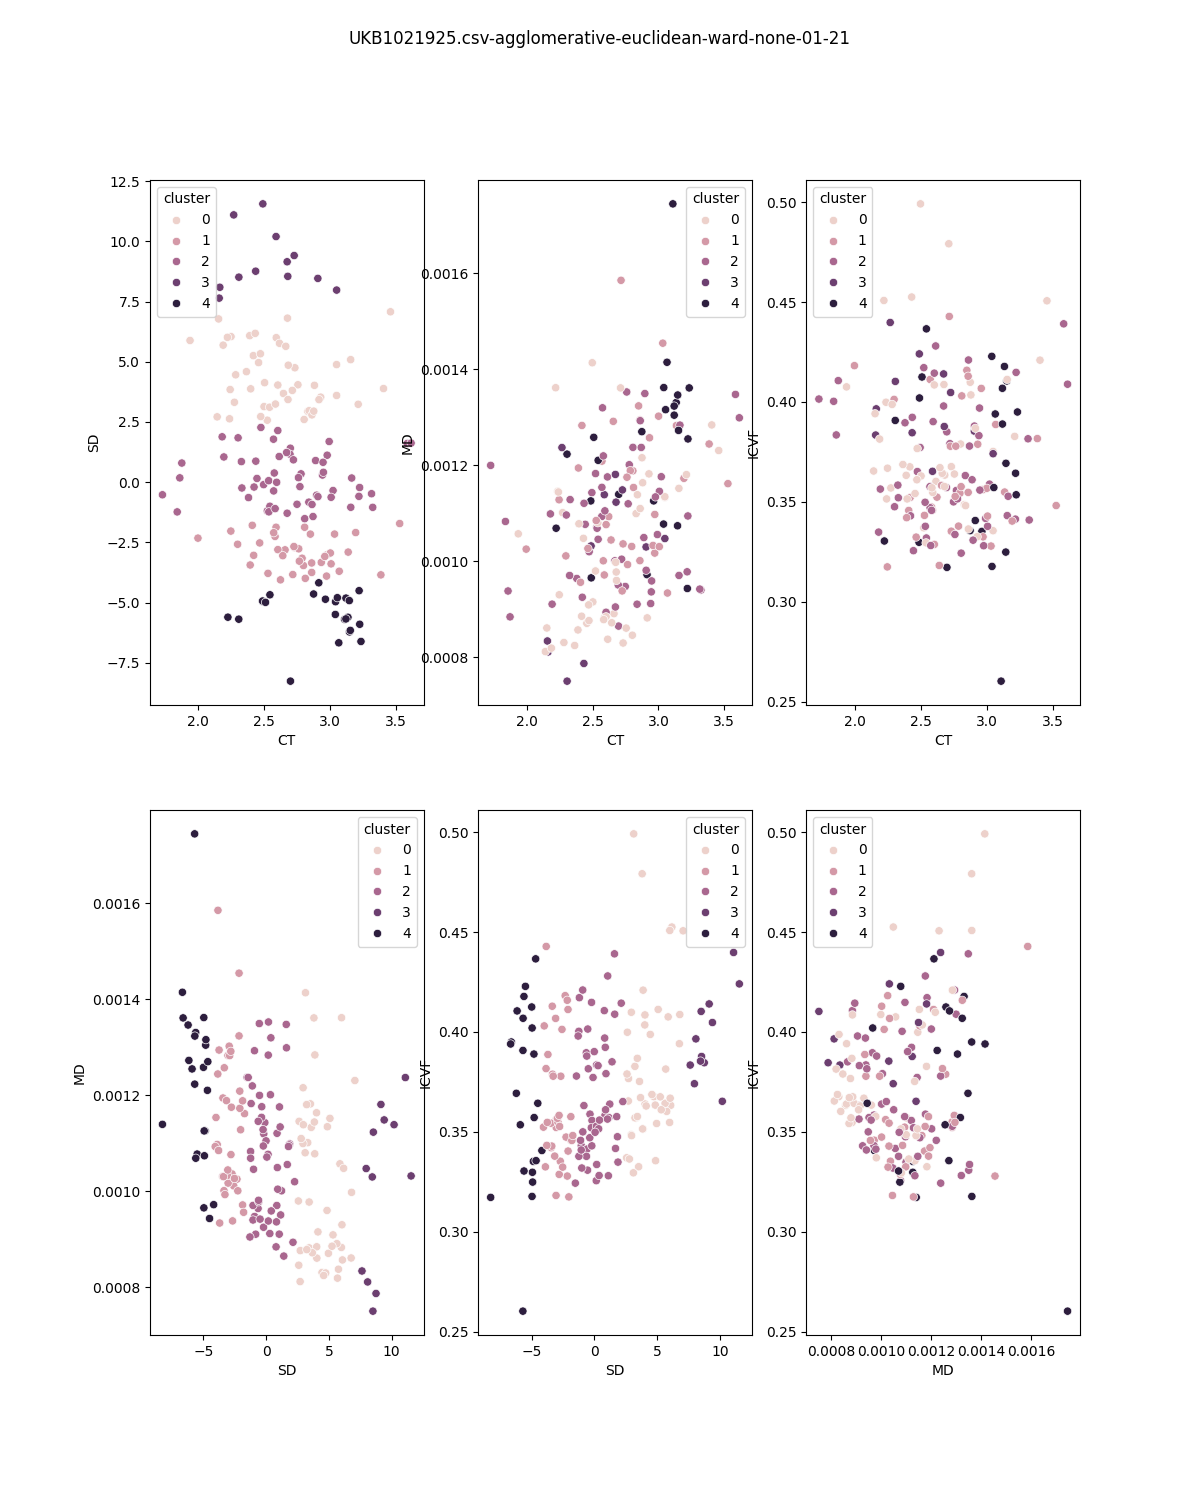 UKB1021925.csv-agglomerative-euclidean-ward-none-01-21
12.5
10.0
7.5
5.0
2.5
0.0
−2.5
−5.0
−7.5
SD
2.0 2.5 3.0 3.5
CT
cluster
0
1
2
3
4
0.0016
0.0014
0.0012
0.0010
0.0008
MD
2.0 2.5 3.0 3.5
CT
cluster
0
1
2
3
4
0.50
0.45
0.40
0.35
0.30
0.25
ICVF
2.0 2.5 3.0 3.5
CT
cluster
0
1
2
3
4
0.0016
0.0014
0.0012
0.0010
0.0008
MD
−5 0 5 10
SD
cluster
0
1
2
3
4
0.50
0.45
0.40
0.35
0.30
0.25
ICVF
−5 0 5 10
SD
cluster
0
1
2
3
4
0.50
0.45
0.40
0.35
0.30
0.25
ICVF
0.0008 0.0010 0.0012 0.0014 0.0016
MD
cluster
0
1
2
3
4